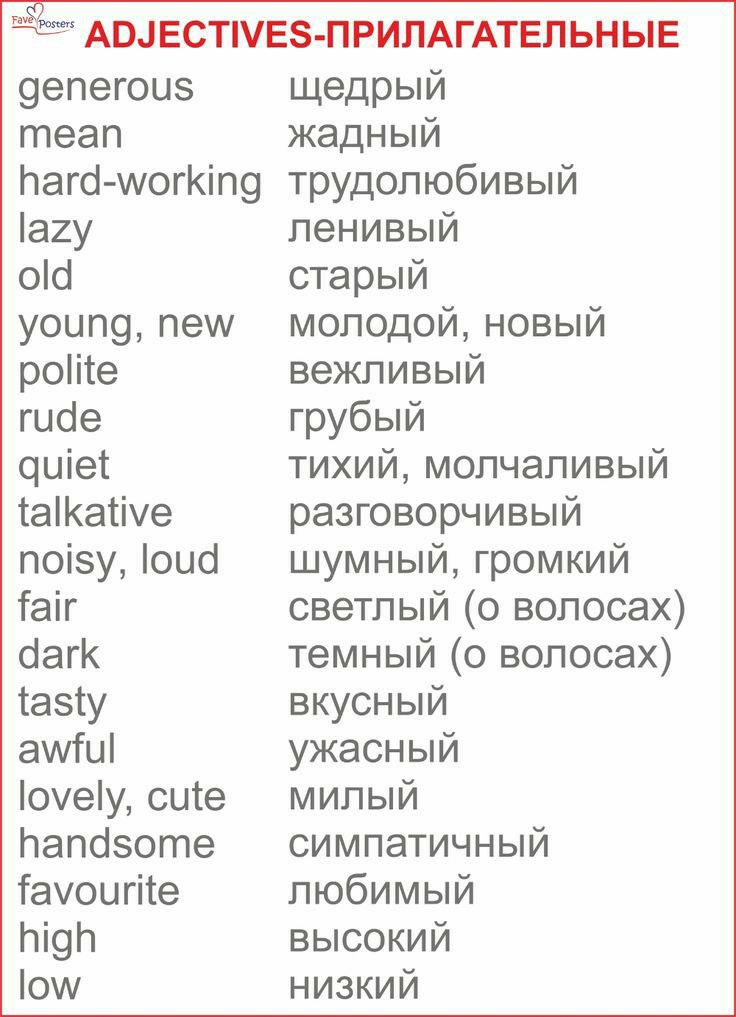 Fave Posters
ADJECTIVES-ПРИЛАГАТЕЛЬНЫЕ
generous щедрый
mean жадный
hard-working трудолюбивый
lazy ленивый
old старый
young, new молодой, новый
polite вежливый
rude грубый
quiet тихий, молчаливый
talkative разговорчивый
noisy, loud шумный, громкий
fair светлый (о волосах)
dark темный (о волосах)
tasty вкусный
awful ужасный
lovely, cute милый
handsome симпатичный
favourite любимый
high высокий
low низкий